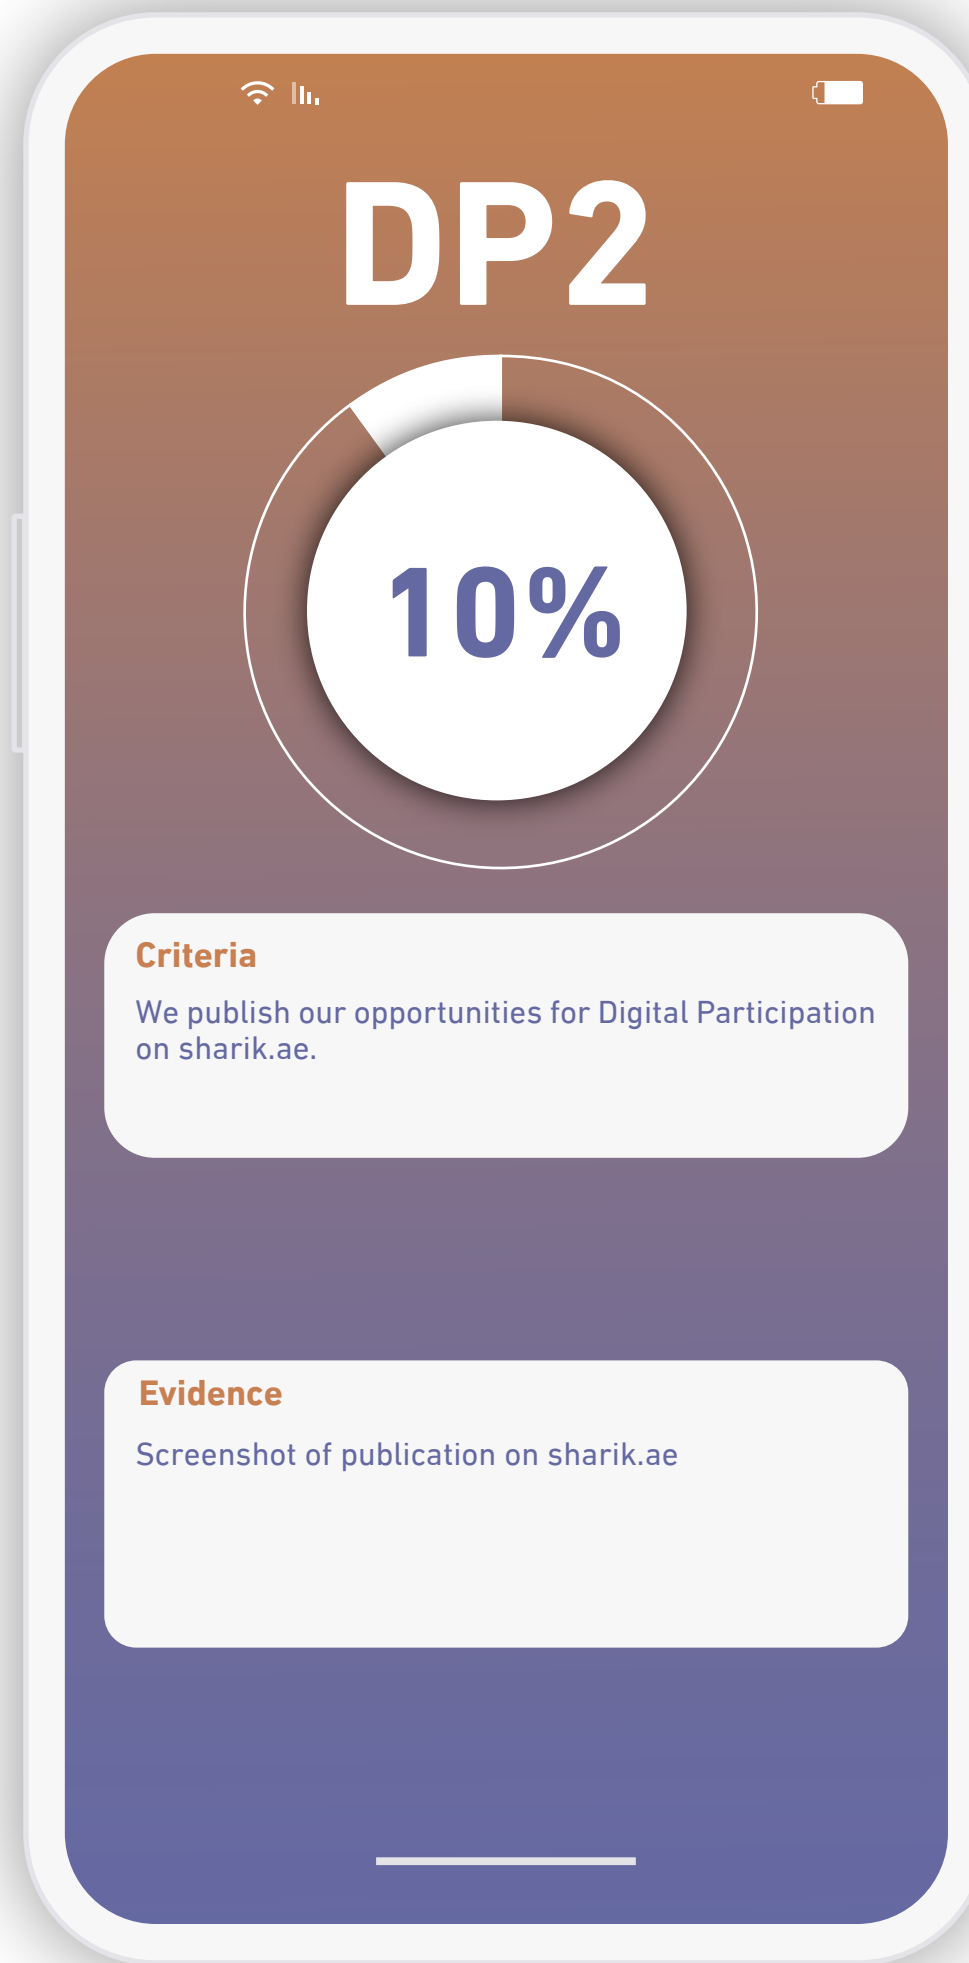 DP2
10%
Criteria
We publish our opportunities for Digital Participation
on sharik.ae.
Evidence
Screenshot of publication on sharik.ae